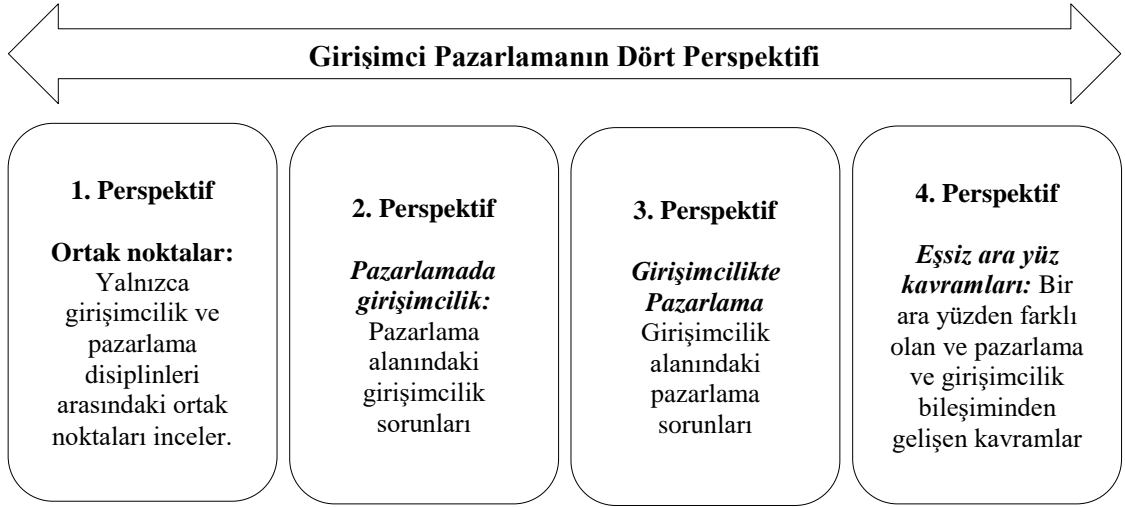 Girişimci Pazarlamanın Dört Perspektifi
1. Perspektif
Ortak noktalar:
Yalnızca
girişimcilik ve
pazarlama
disiplinleri
arasındaki ortak
noktaları inceler.
2. Perspektif
Pazarlamada
girişimcilik:
Pazarlama
alanındaki
girişimcilik
sorunları
3. Perspektif
Girişimcilikte
Pazarlama
Girişimcilik
alanındaki
pazarlama
sorunları
4. Perspektif
Eşsiz ara yüz
kavramları: Bir
ara yüzden farklı
olan ve pazarlama
ve girişimcilik
bileşiminden
gelişen kavramlar